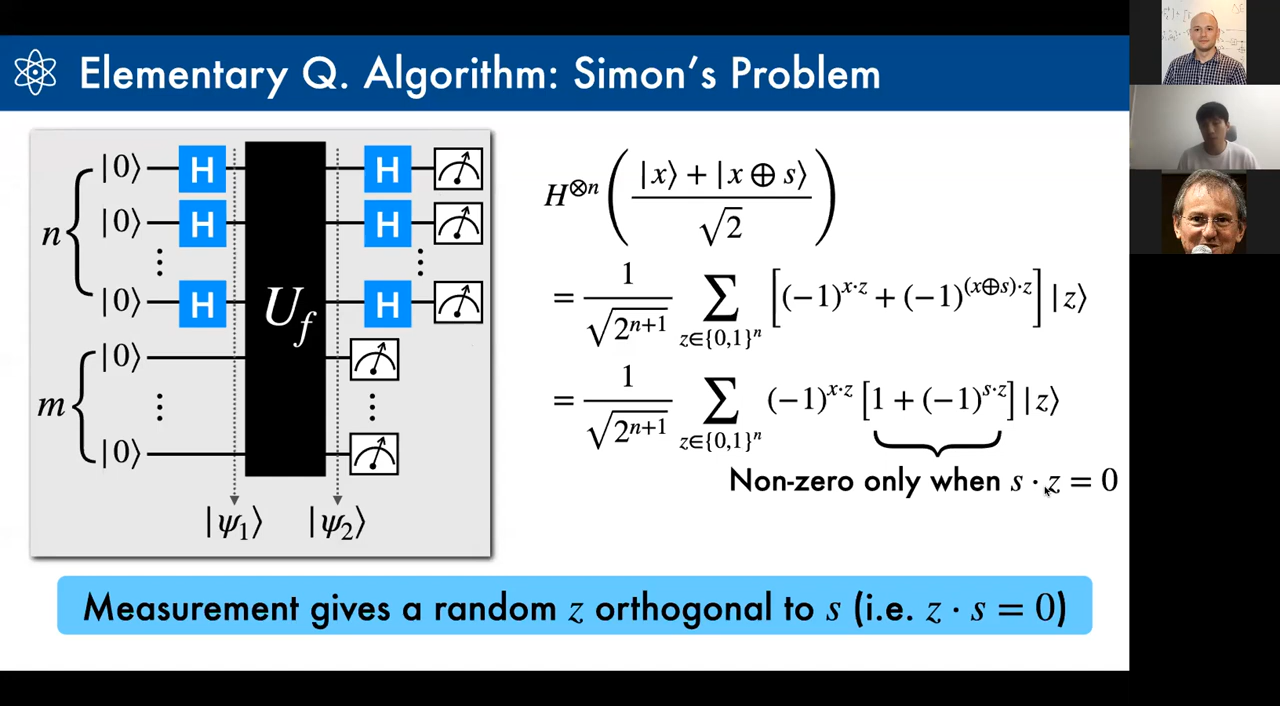 Elementary Q. Algorithm: Simon's Problem
|0⟩ H H
n |0⟩ H H
⋮ ⋮
|0⟩ H H
U_f
|0⟩
m ⋮ ⋮
|0⟩
|ψ₁⟩ |ψ₂⟩
H^{⊗n} ( (|x⟩ + |x ⊕ s⟩) / √2 )
= 1/√(2^{n+1}) ∑_{z∈{0,1}^n} [(−1)^{x·z} + (−1)^{(x⊕s)·z}] |z⟩
= 1/√(2^{n+1}) ∑_{z∈{0,1}^n} (−1)^{x·z} [1 + (−1)^{s·z}] |z⟩
Non-zero only when s · z = 0
Measurement gives a random z orthogonal to s (i.e. z · s = 0)